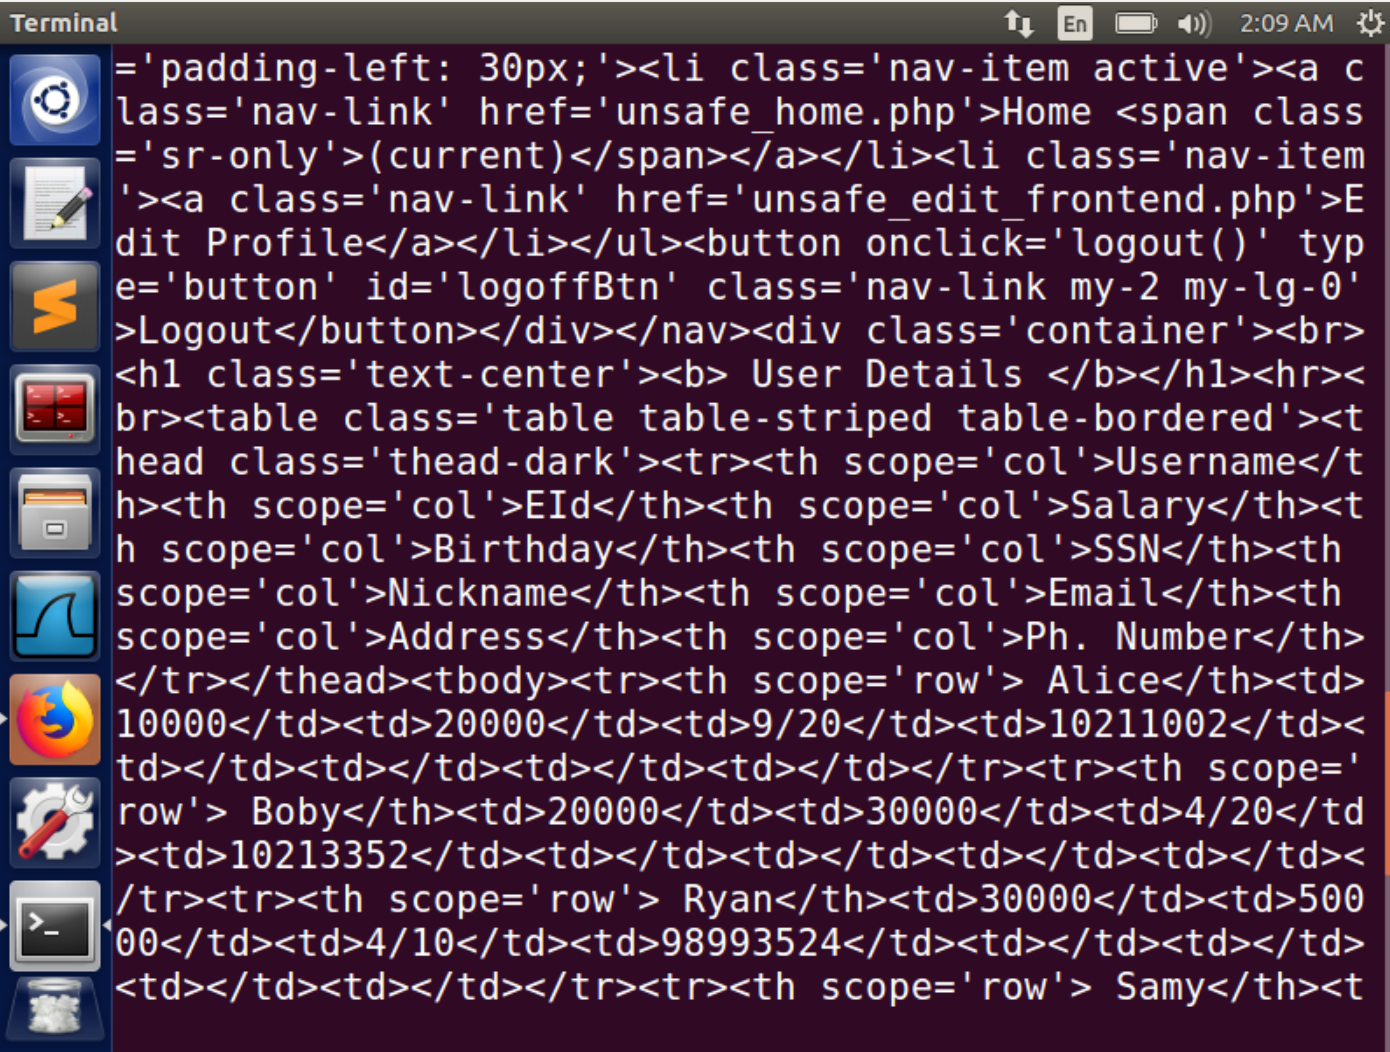 Terminal
En
2:09 AM
='padding-left: 30px;'><li class='nav-item active'><a c
lass='nav-link' href='unsafe_home.php'>Home <span class
='sr-only'>(current)</span></a></li><li class='nav-item
'><a class='nav-link' href='unsafe_edit_frontend.php'>E
dit Profile</a></li></ul><button onclick='logout()' typ
e='button' id='logoffBtn' class='nav-link my-2 my-lg-0'
>Logout</button></div></nav><div class='container'><br>
<h1 class='text-center'><b> User Details </b></h1><hr><
br><table class='table table-striped table-bordered'><t
head class='thead-dark'><tr><th scope='col'>Username</t
h><th scope='col'>EId</th><th scope='col'>Salary</th><t
h scope='col'>Birthday</th><th scope='col'>SSN</th><th
scope='col'>Nickname</th><th scope='col'>Email</th><th
scope='col'>Address</th><th scope='col'>Ph. Number</th>
</tr></thead><tbody><tr><th scope='row'> Alice</th><td>
10000</td><td>20000</td><td>9/20</td><td>10211002</td><
td></td><td></td><td></td><td></td></tr><tr><th scope='
row'> Boby</th><td>20000</td><td>30000</td><td>4/20</td
><td>10213352</td><td></td><td></td><td></td><td></td><
/tr><tr><th scope='row'> Ryan</th><td>30000</td><td>500
00</td><td>4/10</td><td>98993524</td><td></td><td></td>
<td></td><td></td></tr><tr><th scope='row'> Samy</th><t